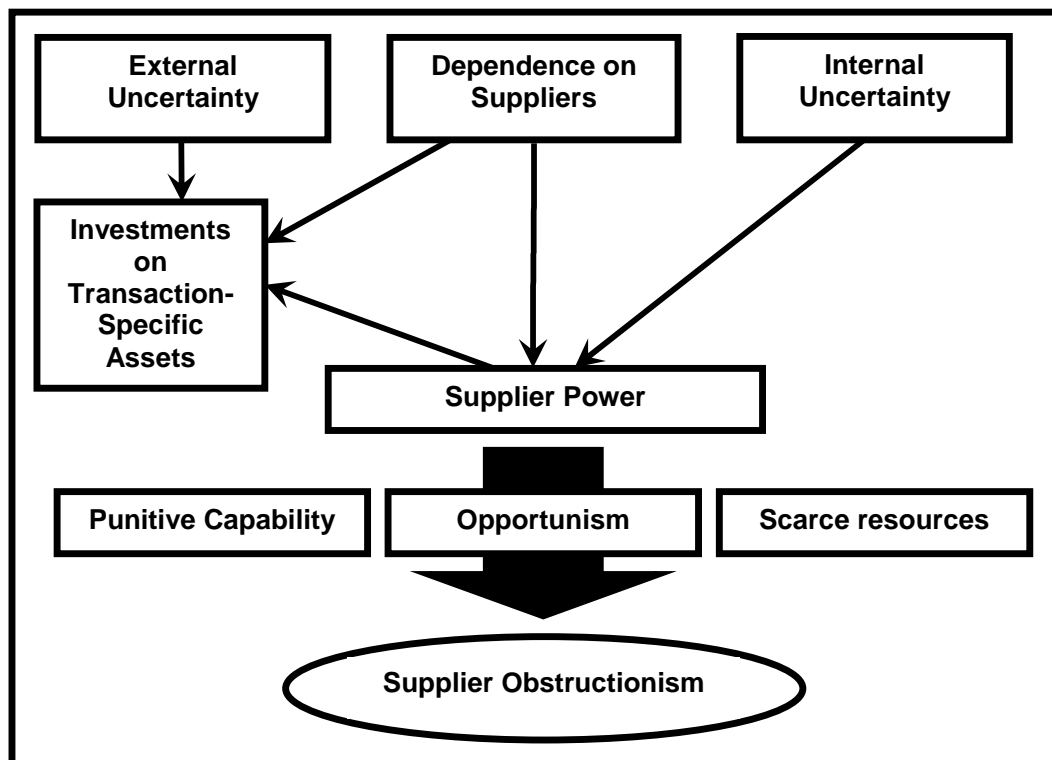 External
Uncertainty
Dependence on
Suppliers
Internal
Uncertainty
Investments
on
Transaction-
Specific
Assets
Supplier Power
Punitive Capability
Opportunism
Scarce resources
Supplier Obstructionism